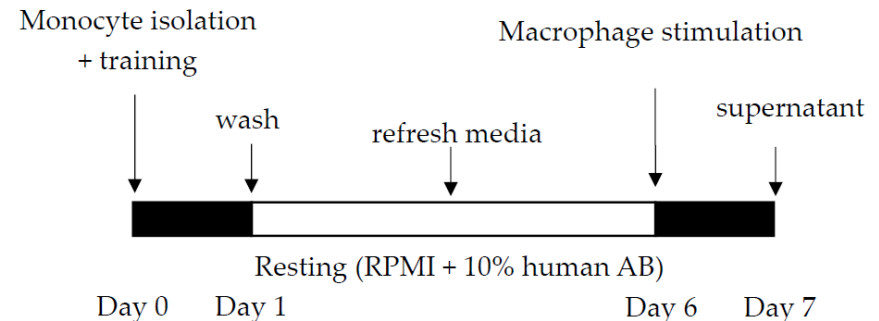 Monocyte isolation
+ training
Macrophage stimulation
wash
refresh media
supernatant
Resting (RPMI + 10% human AB)
Day 0
Day 1
Day 6
Day 7